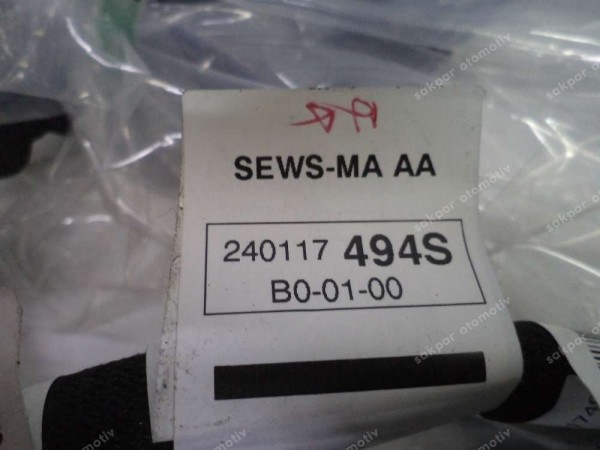 SEWS-MA AA
240117 494S
B0-01-00
sakpar otomotiv